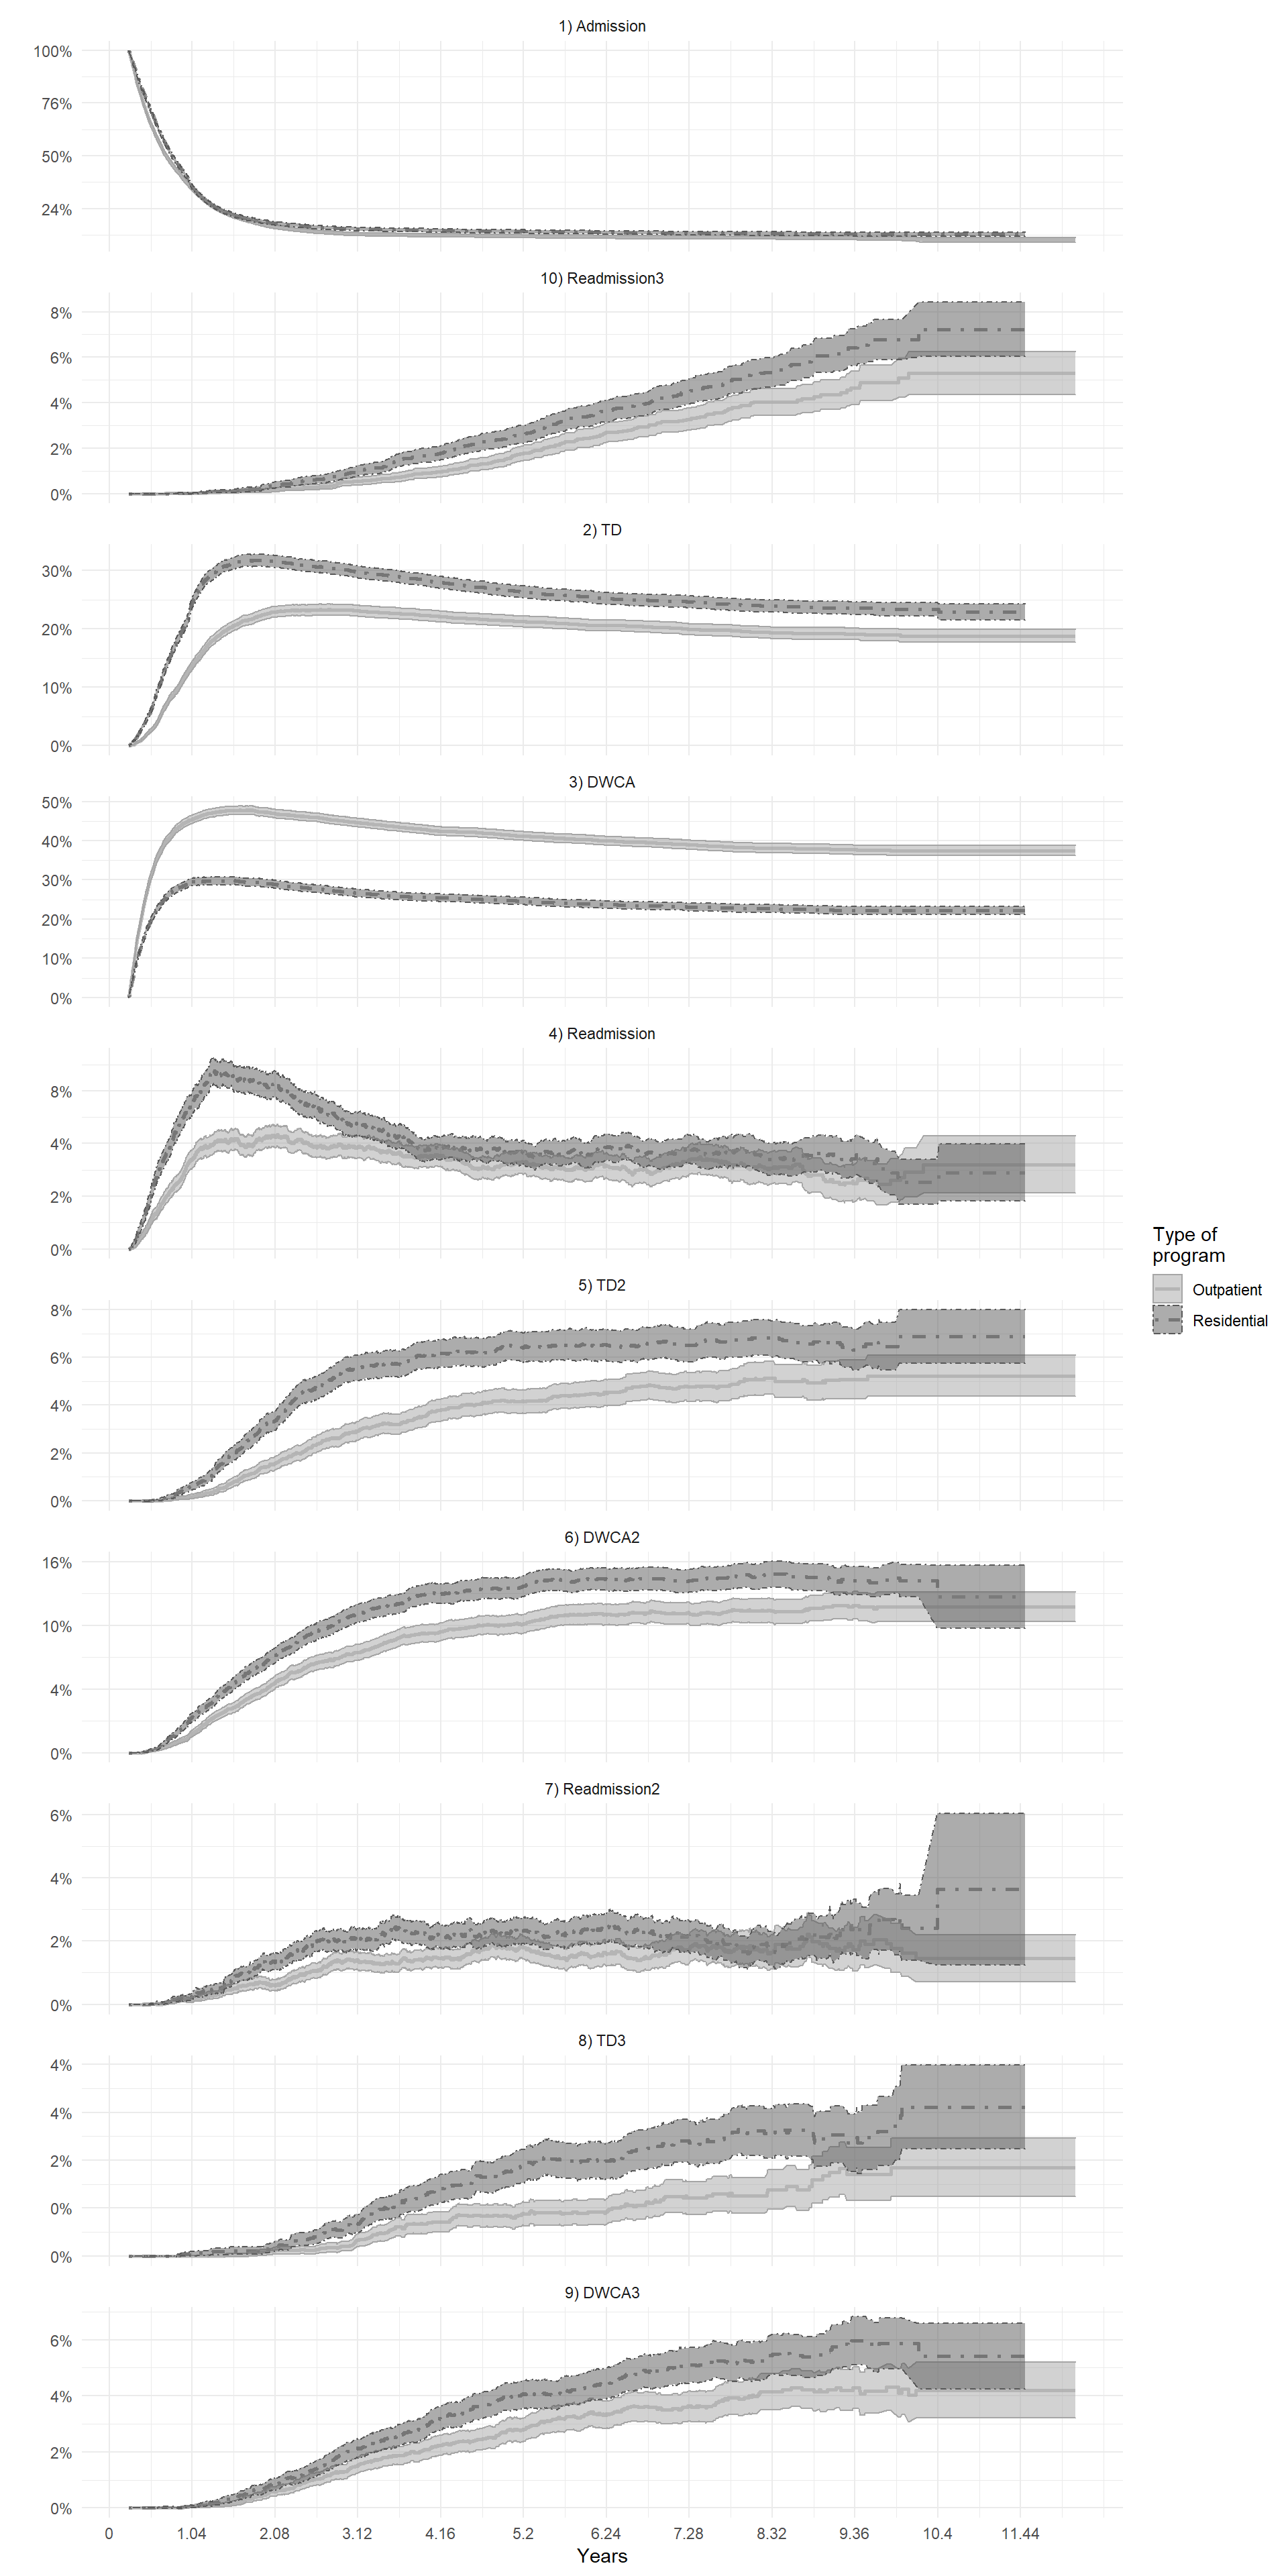 1) Admission
100%
76%
50%
24%
10) Readmission3
8%
6%
4%
2%
0%
2) TD
30%
20%
10%
0%
3) DWCA
50%
40%
30%
20%
10%
0%
4) Readmission
8%
4%
2%
0%
5) TD2
8%
6%
4%
2%
0%
6) DWCA2
16%
10%
4%
0%
7) Readmission2
6%
4%
2%
0%
8) TD3
4%
4%
2%
0%
0%
9) DWCA3
6%
4%
2%
0%
0 1.04 2.08 3.12 4.16 5.2 6.24 7.28 8.32 9.36 10.4 11.44
Years
Type of
program
Outpatient
Residential